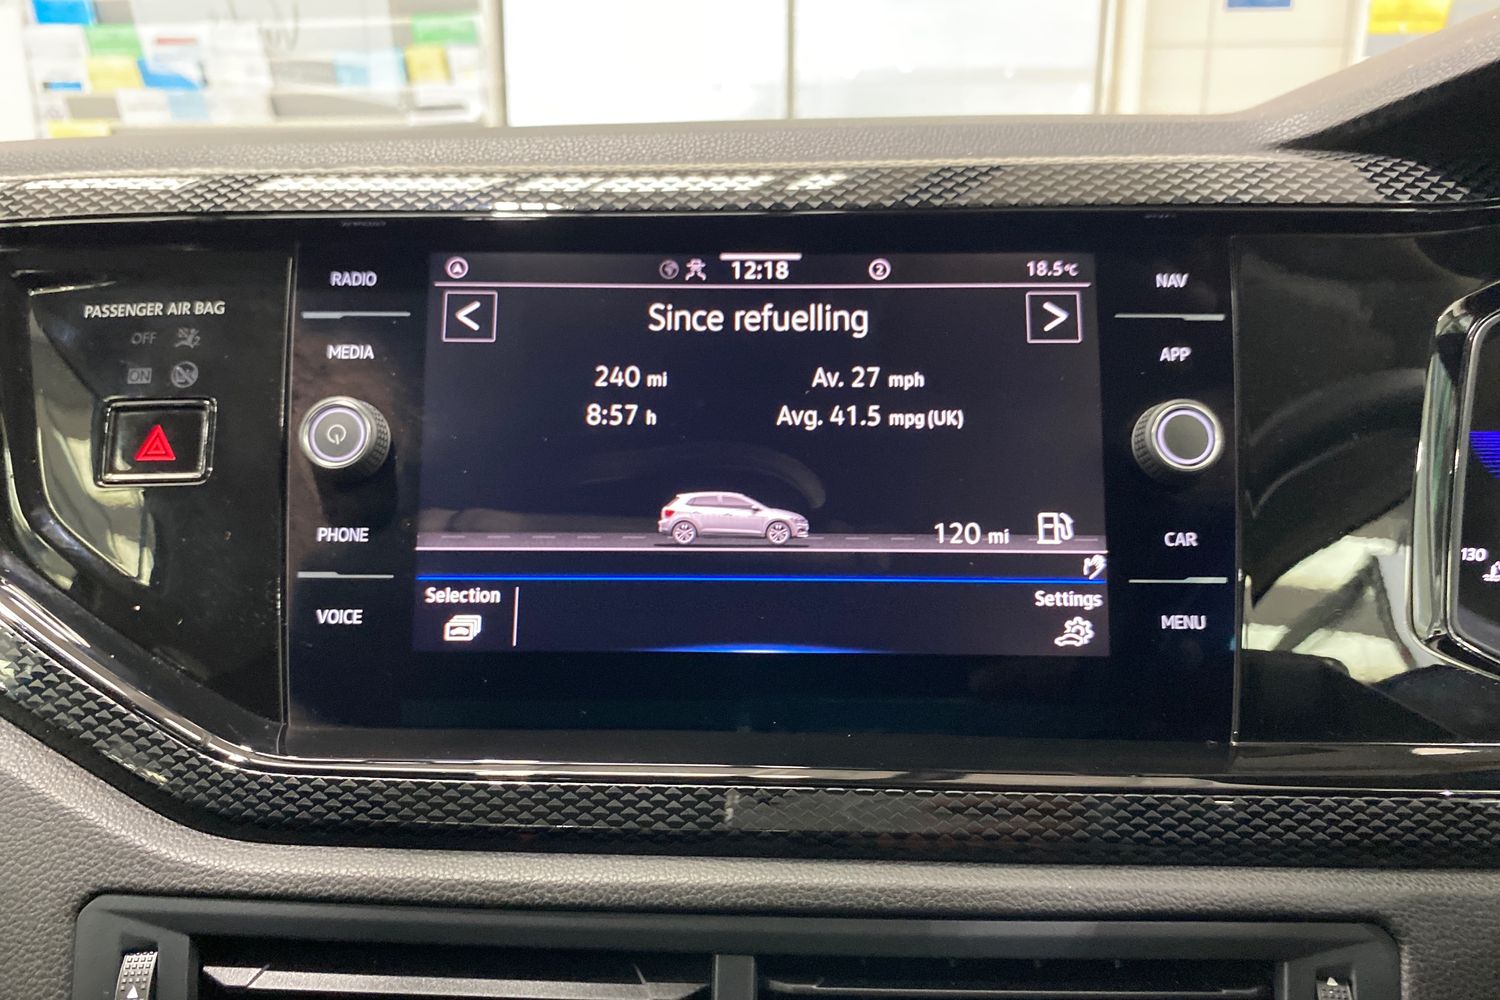 12:18
2
18.5°C
RADIO
NAV
PASSENGER AIR BAG
OFF
ON
<
Since refuelling
>
MEDIA
APP
240 mi
Av. 27 mph
8:57 h
Avg. 41.5 mpg(UK)
PHONE
120 mi
CAR
130
Selection
Settings
VOICE
MENU